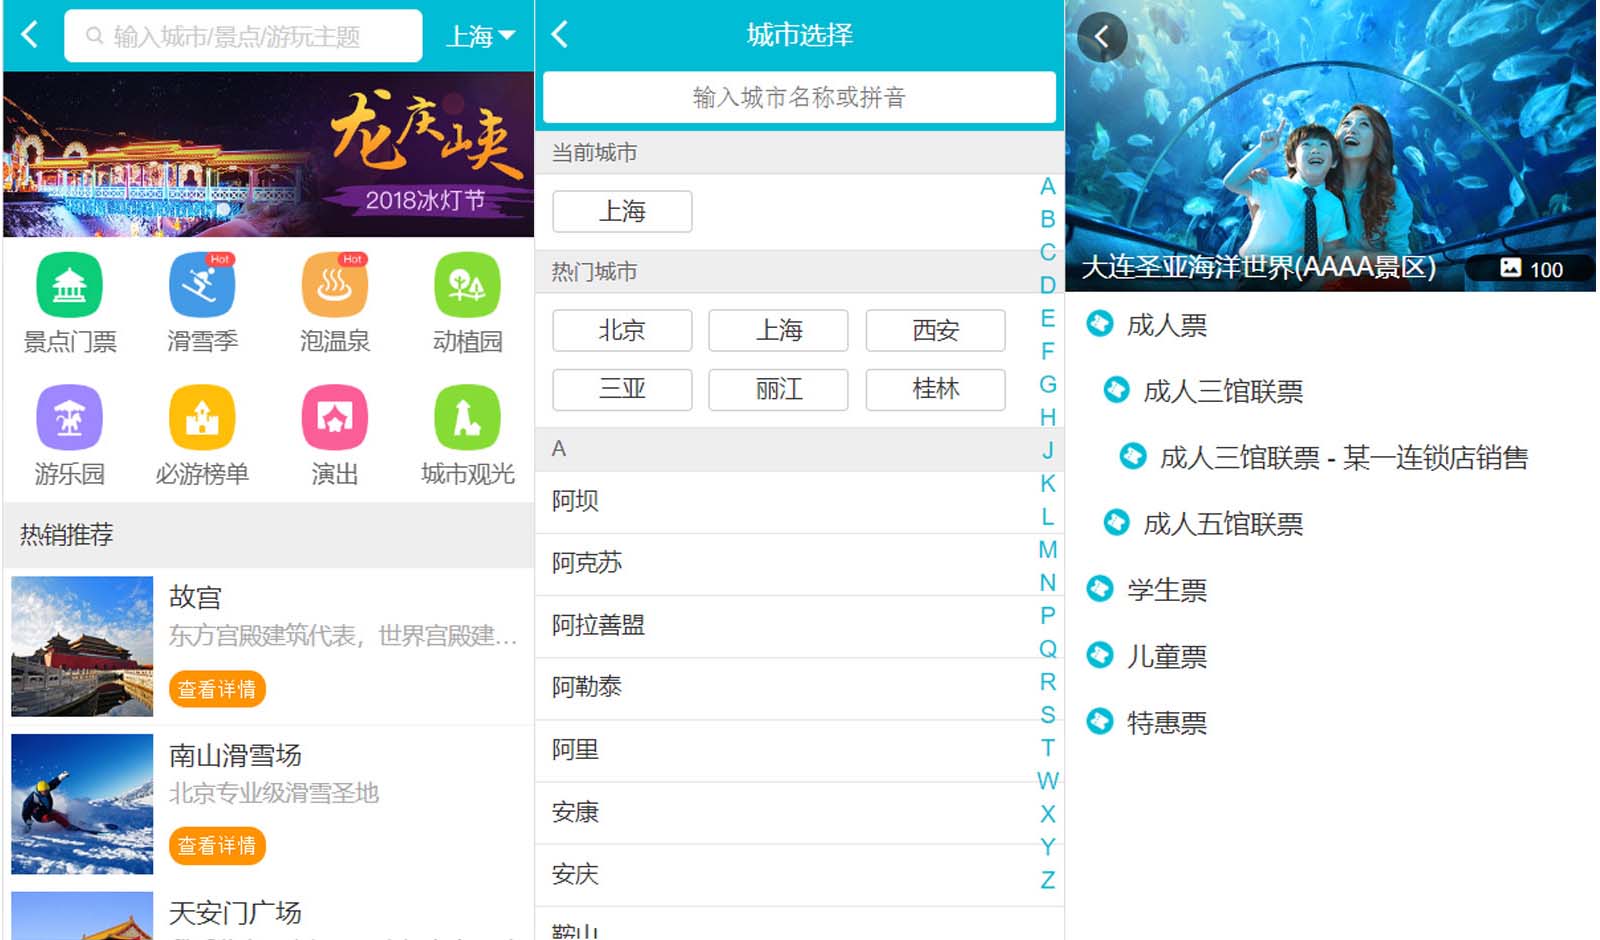 输入城市/景点/游玩主题
上海
龙庆峡
2018冰灯节
Hot
Hot
景点门票
滑雪季
泡温泉
动植园
游乐园
必游榜单
演出
城市观光
热销推荐
故宫
东方宫殿建筑代表，世界宫殿建...
查看详情
南山滑雪场
北京专业级滑雪圣地
查看详情
天安门广场
城市选择
输入城市名称或拼音
当前城市
上海
热门城市
北京
上海
西安
三亚
丽江
桂林
A
阿坝
阿克苏
阿拉善盟
阿勒泰
阿里
安康
安庆
鞍山
A
B
C
D
E
F
G
H
J
K
L
M
N
P
Q
R
S
T
W
X
Y
Z
大连圣亚海洋世界(AAAA景区)
100
成人票
成人三馆联票
成人三馆联票 - 某一连锁店销售
成人五馆联票
学生票
儿童票
特惠票